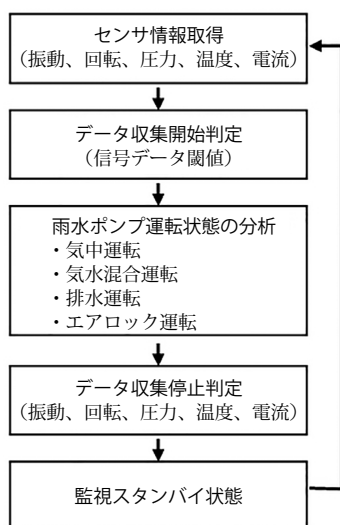 センサ情報取得
（振動、回転、圧力、温度、電流）
データ収集開始判定
（信号データ閾値）
雨水ポンプ運転状態の分析
・気中運転
・気水混合運転
・排水運転
・エアロック運転
データ収集停止判定
（振動、回転、圧力、温度、電流）
監視スタンバイ状態